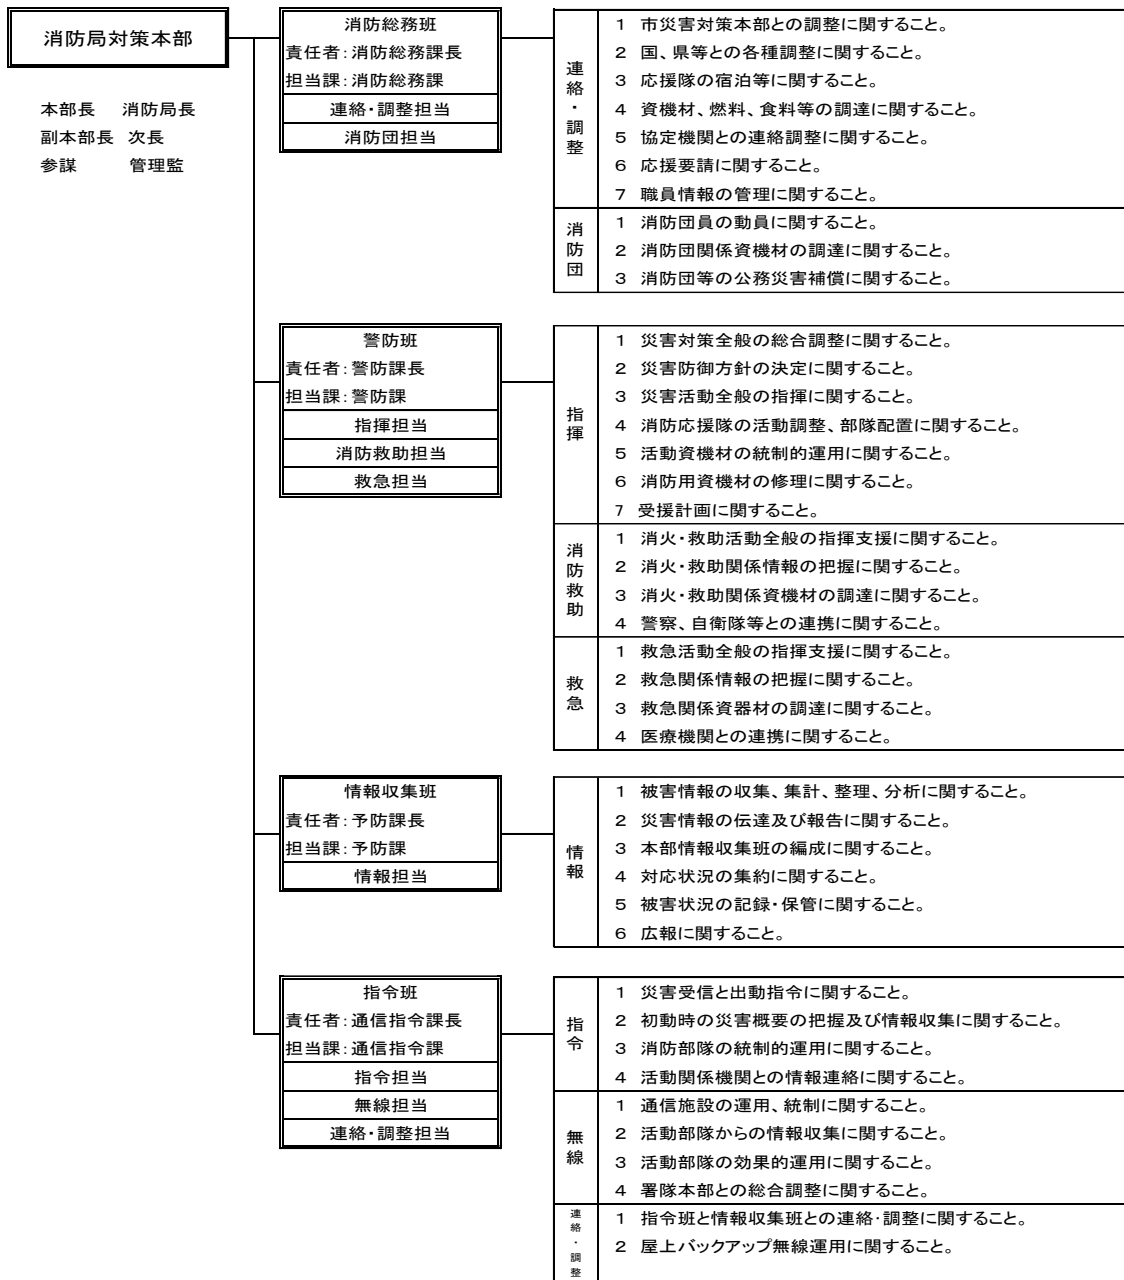 消防局対策本部
本部長 消防局長
副本部長 次長
参謀 管理監
消防総務班
責任者:消防総務課長
担当課:消防総務課
連絡・調整担当
消防団担当
連絡・調整
1 市災害対策本部との調整に関すること。
2 国、県等との各種調整に関すること。
3 応援隊の宿泊等に関すること。
4 資機材、燃料、食料等の調達に関すること。
5 協定機関との連絡調整に関すること。
6 応援要請に関すること。
7 職員情報の管理に関すること。
消防団
1 消防団員の動員に関すること。
2 消防団関係資機材の調達に関すること。
3 消防団等の公務災害補償に関すること。
警防班
責任者:警防課長
担当課:警防課
指揮担当
消防救助担当
救急担当
指揮
1 災害対策全般の総合調整に関すること。
2 災害防御方針の決定に関すること。
3 災害活動全般の指揮に関すること。
4 消防応援隊の活動調整、部隊配置に関すること。
5 活動資機材の統制的運用に関すること。
6 消防用資機材の修理に関すること。
7 受援計画に関すること。
消防救助
1 消火・救助活動全般の指揮支援に関すること。
2 消火・救助関係情報の把握に関すること。
3 消火・救助関係資機材の調達に関すること。
4 警察、自衛隊等との連携に関すること。
救急
1 救急活動全般の指揮支援に関すること。
2 救急関係情報の把握に関すること。
3 救急関係資器材の調達に関すること。
4 医療機関との連携に関すること。
情報収集班
責任者:予防課長
担当課:予防課
情報担当
情報
1 被害情報の収集、集計、整理、分析に関すること。
2 災害情報の伝達及び報告に関すること。
3 本部情報収集班の編成に関すること。
4 対応状況の集約に関すること。
5 被害状況の記録・保管に関すること。
6 広報に関すること。
指令班
責任者:通信指令課長
担当課:通信指令課
指令担当
無線担当
連絡・調整担当
指令
1 災害受信と出動指令に関すること。
2 初動時の災害概要の把握及び情報収集に関すること。
3 消防部隊の統制的運用に関すること。
4 活動関係機関との情報連絡に関すること。
無線
1 通信施設の運用、統制に関すること。
2 活動部隊からの情報収集に関すること。
3 活動部隊の効果的運用に関すること。
4 署隊本部との総合調整に関すること。
連絡・調整
1 指令班と情報収集班との連絡・調整に関すること。
2 屋上バックアップ無線運用に関すること。